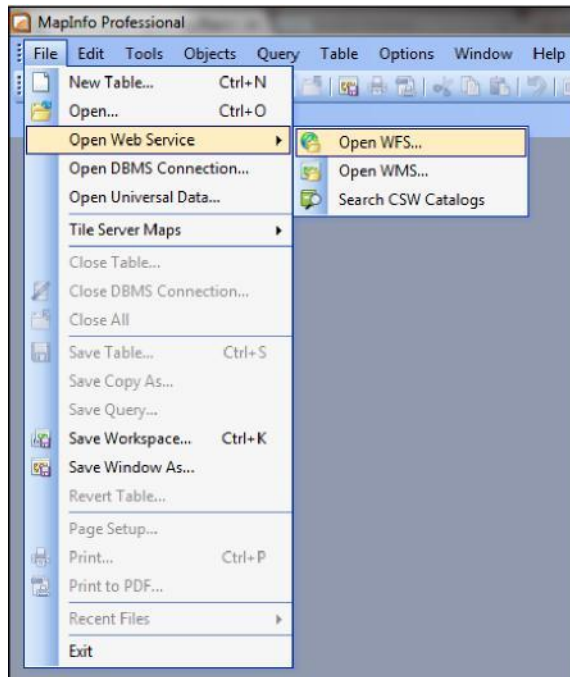 MapInfo Professional
File Edit Tools Objects Query Table Options Window Help
New Table... Ctrl+N
Open... Ctrl+O
Open Web Service
Open WFS...
Open DBMS Connection...
Open WMS...
Open Universal Data...
Search CSW Catalogs
Tile Server Maps
Close Table...
Close DBMS Connection...
Close All
Save Table... Ctrl+S
Save Copy As...
Save Query...
Save Workspace... Ctrl+K
Save Window As...
Revert Table...
Page Setup...
Print... Ctrl+P
Print to PDF...
Recent Files
Exit